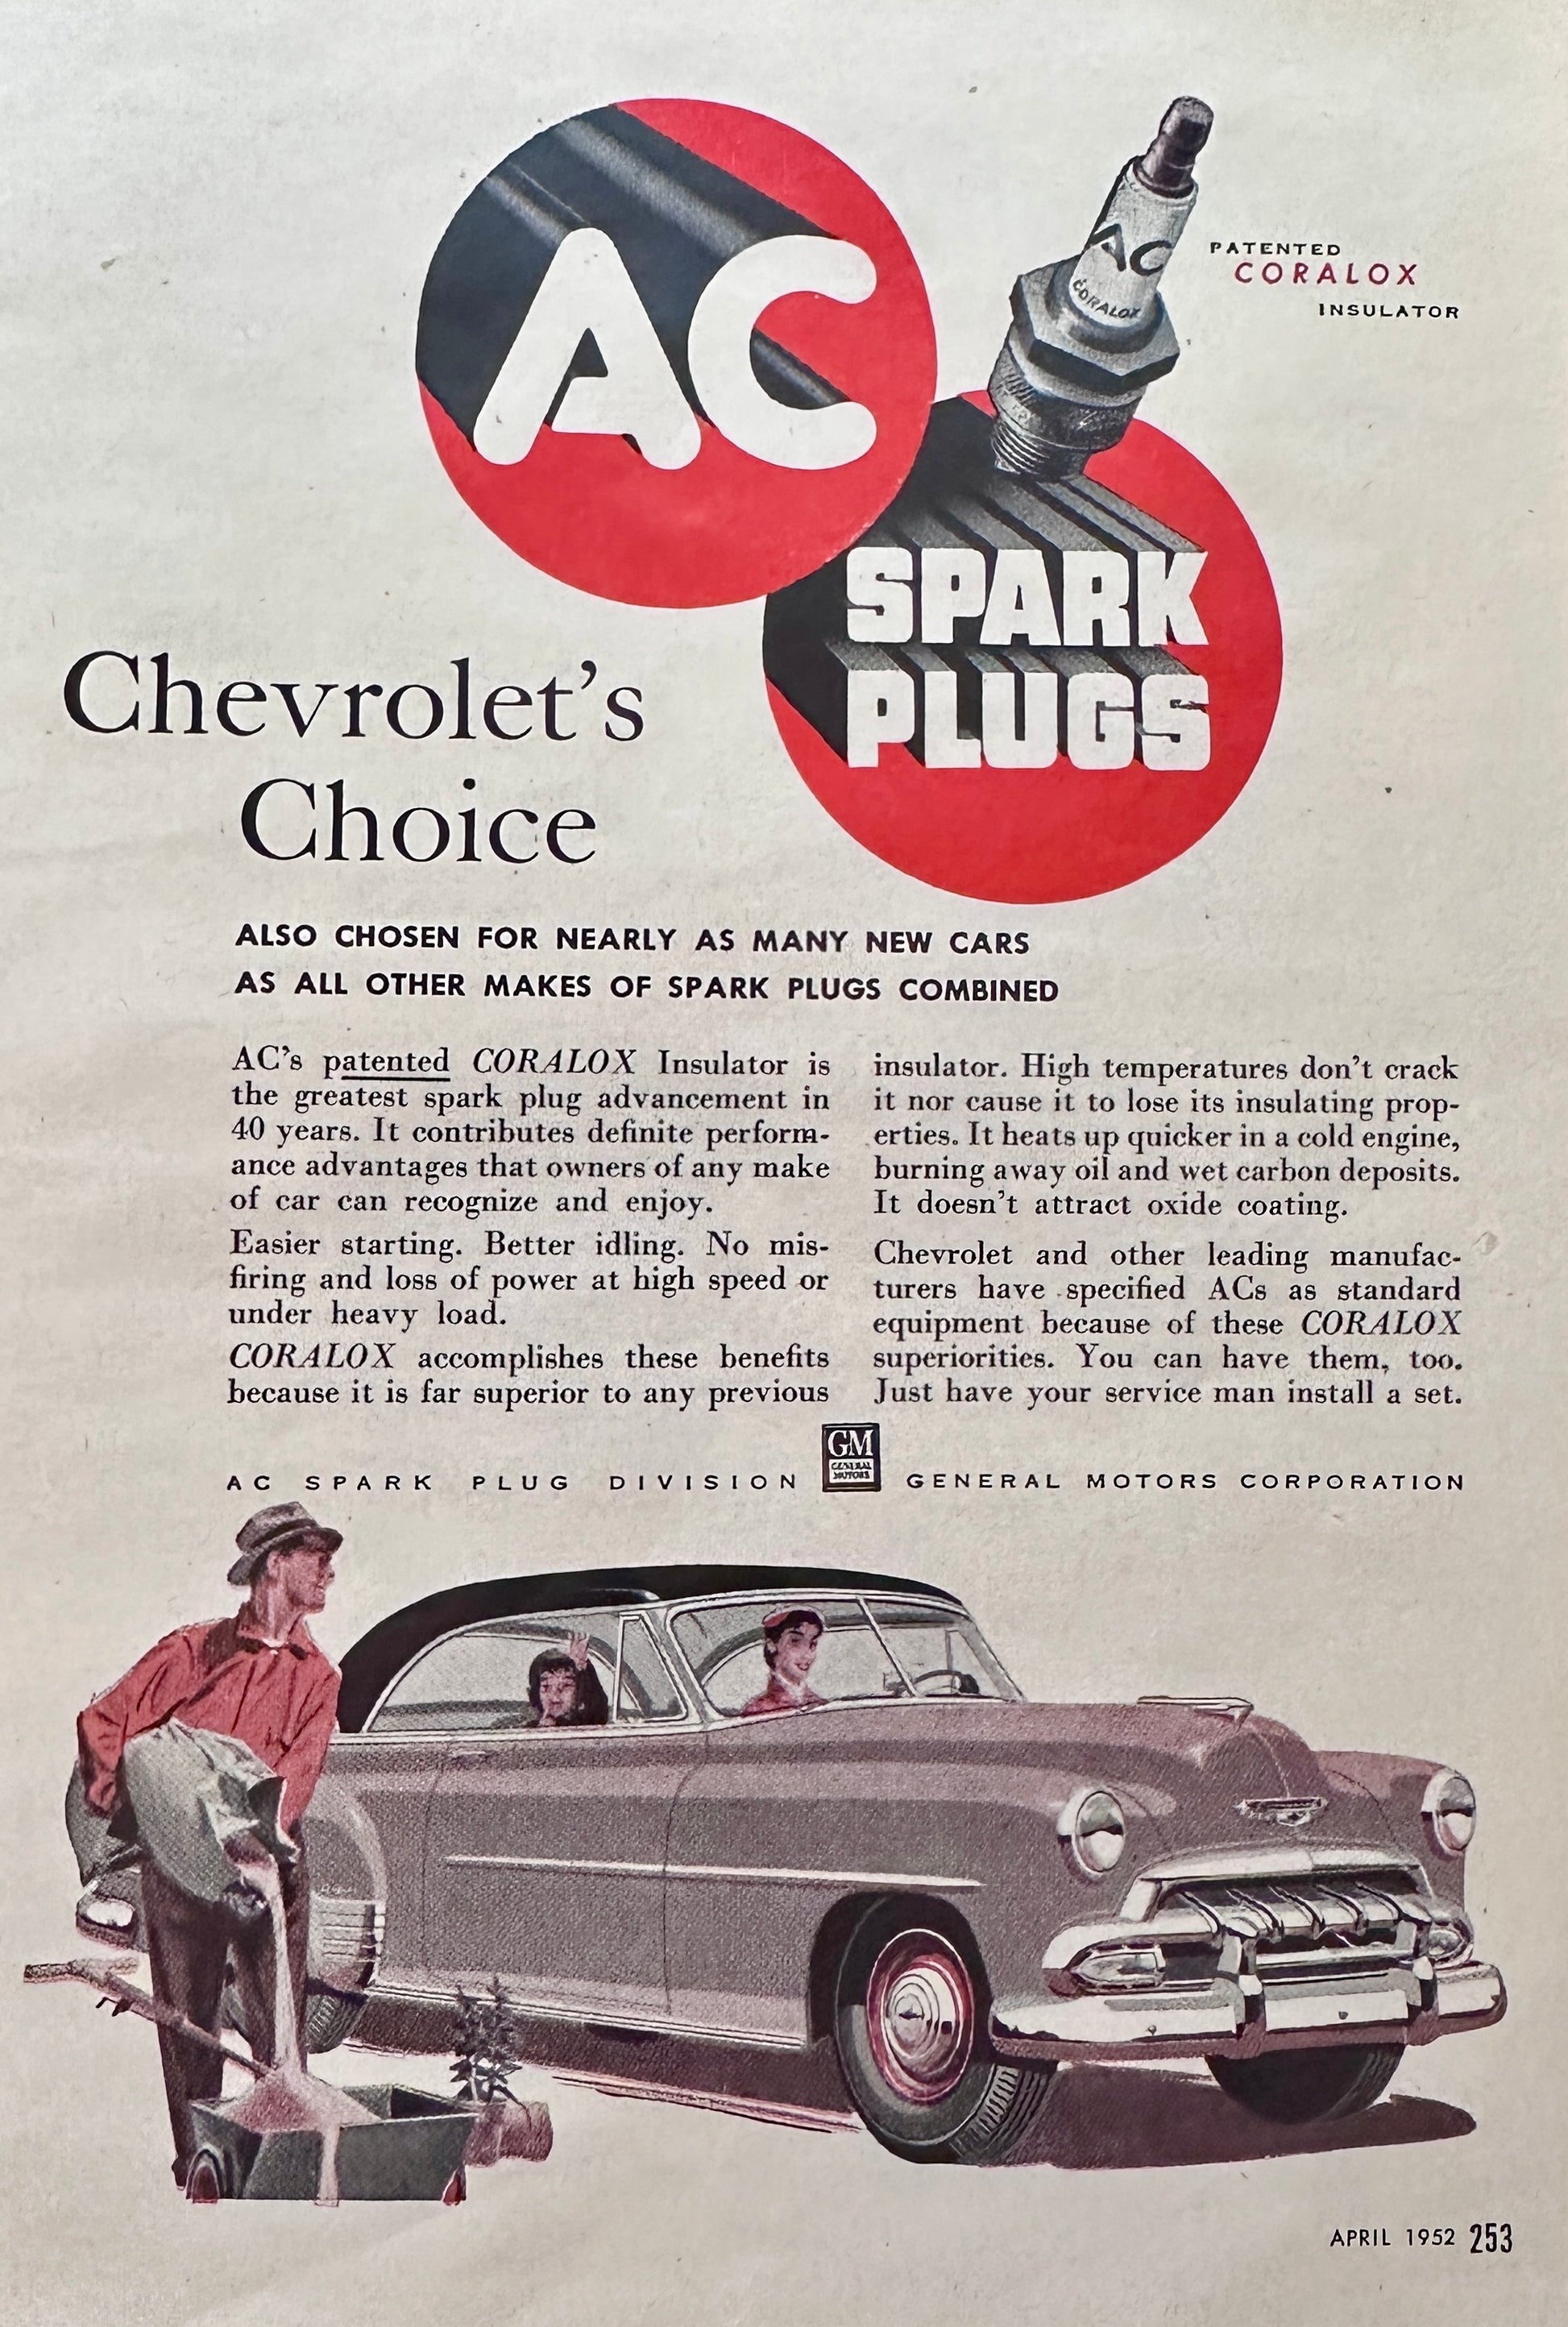 AC
SPARK
PLUGS
AC
CORALOX
PATENTED
CORALOX
INSULATOR
Chevrolet's
Choice
ALSO CHOSEN FOR NEARLY AS MANY NEW CARS
AS ALL OTHER MAKES OF SPARK PLUGS COMBINED
AC's patented CORALOX Insulator is
the greatest spark plug advancement in
40 years. It contributes definite perform-
ance advantages that owners of any make
of car can recognize and enjoy.
Easier starting. Better idling. No mis-
firing and loss of power at high speed or
under heavy load.
CORALOX accomplishes these benefits
because it is far superior to any previous
insulator. High temperatures don't crack
it nor cause it to lose its insulating prop-
erties. It heats up quicker in a cold engine,
burning away oil and wet carbon deposits.
It doesn't attract oxide coating.
Chevrolet and other leading manufac-
turers have specified ACs as standard
equipment because of these CORALOX
superiorities. You can have them, too.
Just have your service man install a set.
AC SPARK PLUG DIVISION
GM
GENERAL
MOTORS
GENERAL MOTORS CORPORATION
APRIL 1952 253